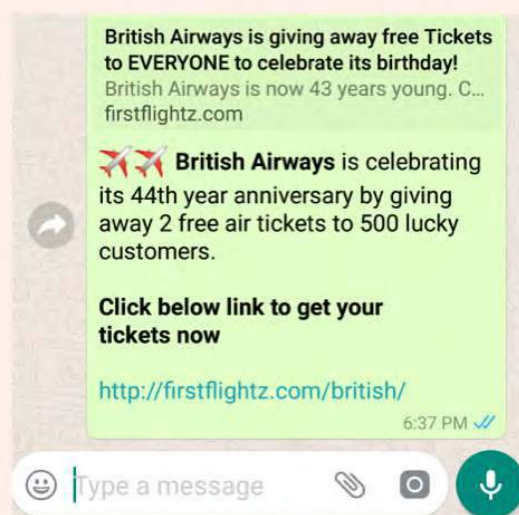 British Airways is giving away free Tickets
to EVERYONE to celebrate its birthday!
British Airways is now 43 years young. C...
firstflightz.com
British Airways is celebrating
its 44th year anniversary by giving
away 2 free air tickets to 500 lucky
customers.
Click below link to get your
tickets now
http://firstflightz.com/british/
6:37 PM
Type a message